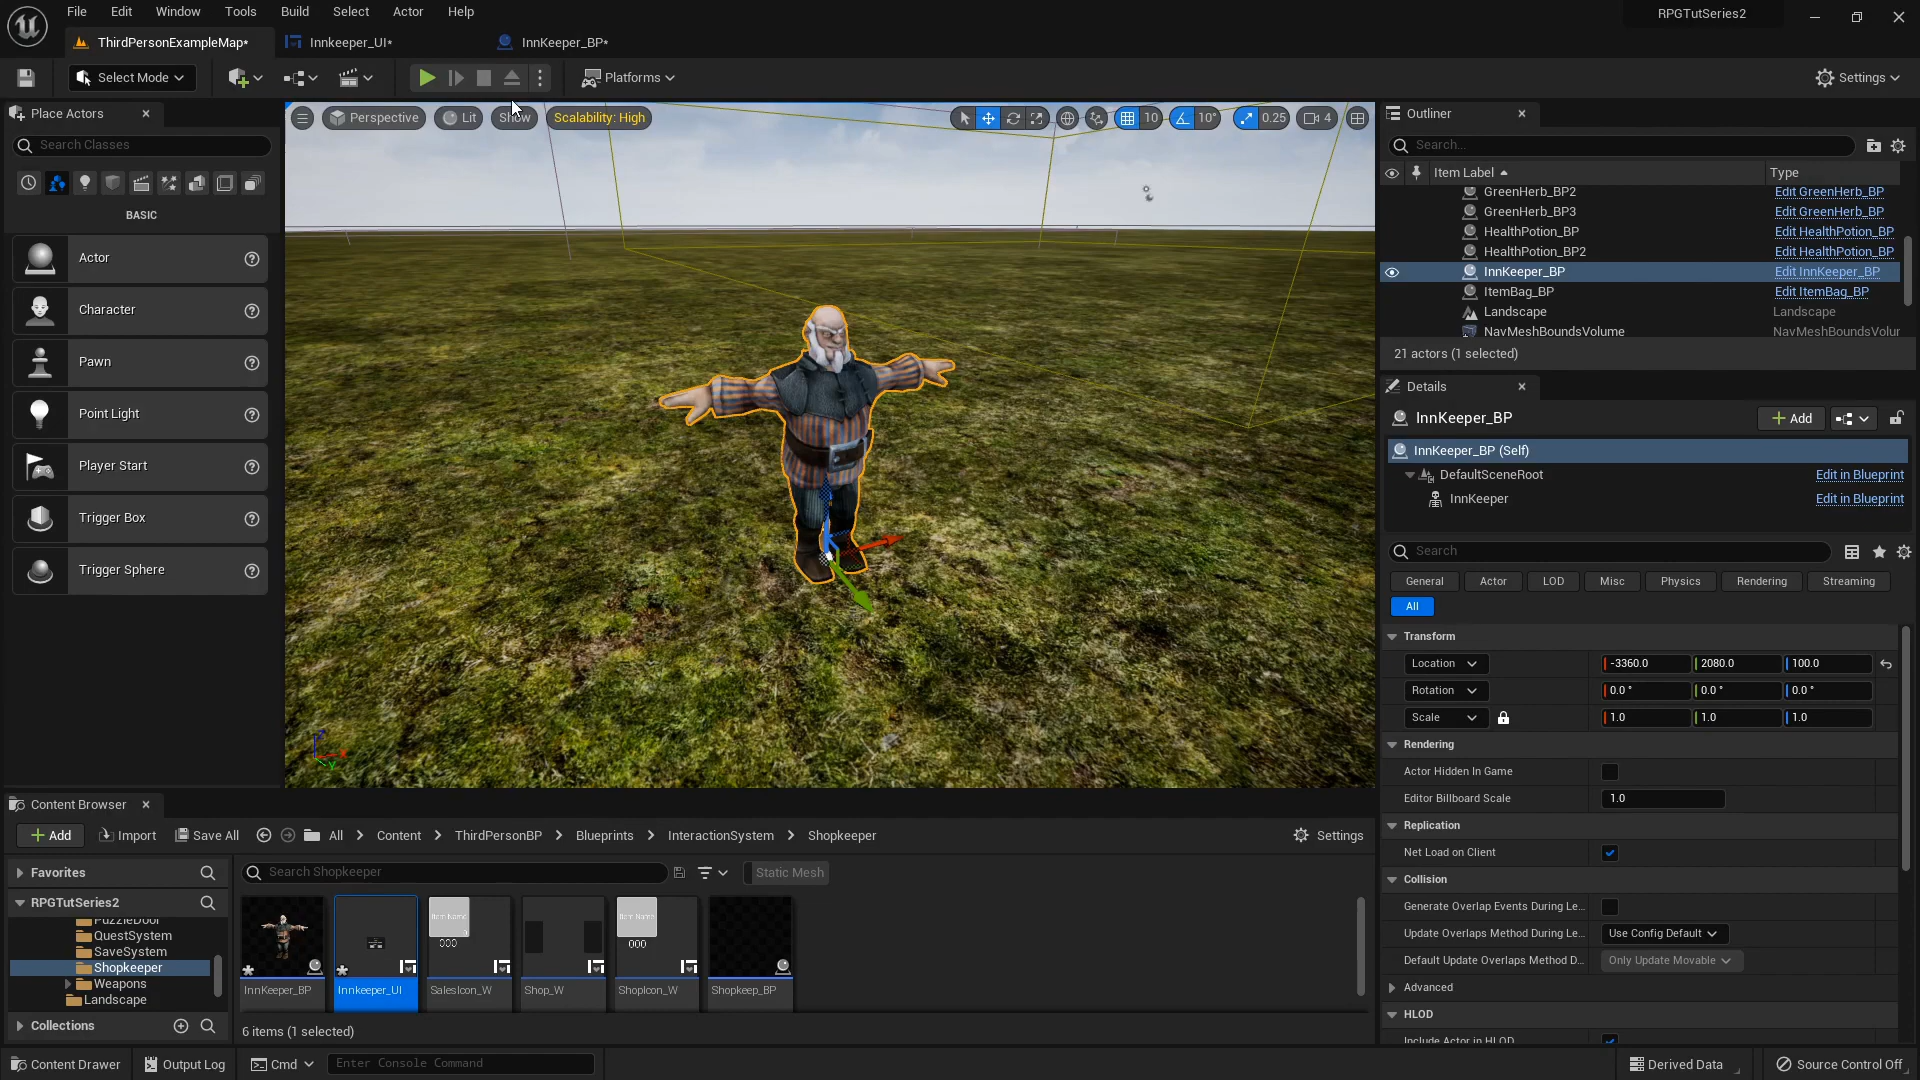 File Edit Window Tools Build Select Actor Help
RPGTutSeries2
ThirdPersonExampleMap*
Innkeeper_UI*
InnKeeper_BP*
Select Mode
Platforms
Settings
Place Actors
Search Classes
BASIC
Actor
Character
Pawn
Point Light
Player Start
Trigger Box
Trigger Sphere
Perspective
Lit
Show
Scalability: High
10
10°
0.25
4
Outliner
Search...
Item Label
Type
GreenHerb_BP2 Edit GreenHerb_BP
GreenHerb_BP3 Edit GreenHerb_BP
HealthPotion_BP Edit HealthPotion_BP
HealthPotion_BP2 Edit HealthPotion_BP
InnKeeper_BP Edit InnKeeper_BP
ItemBag_BP Edit ItemBag_BP
Landscape Landscape
NavMeshBoundsVolume NavMeshBoundsVolur
21 actors (1 selected)
Details
InnKeeper_BP
Add
InnKeeper_BP (Self)
DefaultSceneRoot Edit in Blueprint
InnKeeper Edit in Blueprint
Search
General Actor LOD Misc Physics Rendering Streaming
All
Transform
Location -3360.0 2080.0 100.0
Rotation 0.0° 0.0° 0.0°
Scale 1.0 1.0 1.0
Rendering
Actor Hidden In Game
Editor Billboard Scale 1.0
Replication
Net Load on Client
Collision
Generate Overlap Events During Le...
Update Overlaps Method During Le... Use Config Default
Default Update Overlaps Method D... Only Update Movable
Advanced
HLOD
Include Actor in HLOD
Content Browser
Add Import Save All All Content ThirdPersonBP Blueprints InteractionSystem Shopkeeper Settings
Favorites
RPGTutSeries2
PuzzleDoor
QuestSystem
SaveSystem
Shopkeeper
Weapons
Landscape
Collections
Search Shopkeeper
Static Mesh
Item Name
000
Item Name
000
InnKeeper_BP Innkeeper_UI SalesIcon_W Shop_W ShopIcon_W Shopkeep_BP
6 items (1 selected)
Content Drawer Output Log Cmd Enter Console Command Derived Data Source Control Off